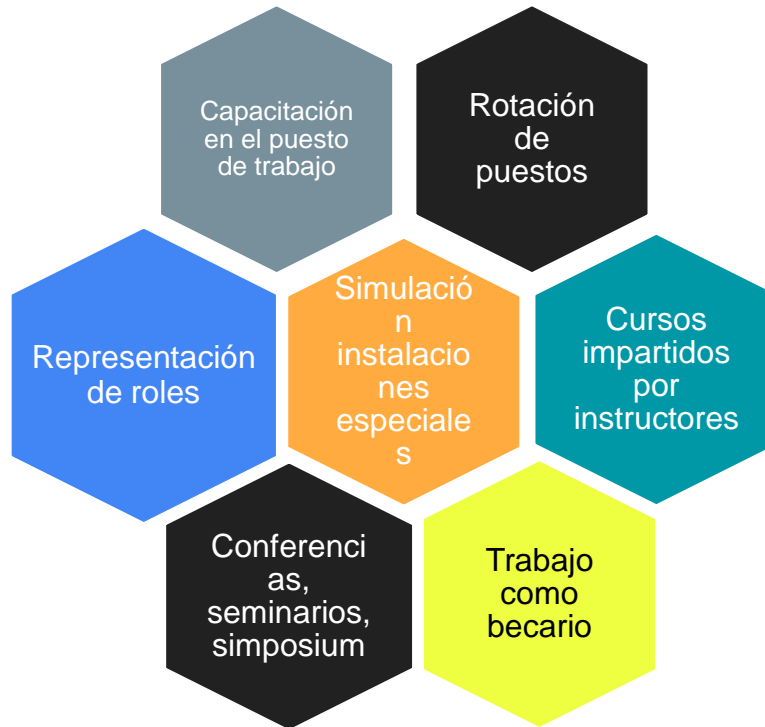 Capacitación
en el puesto
de trabajo
Rotación
de
puestos
Representación
de roles
Simulació
n
instalacio
nes
especiale
s
Cursos
impartidos
por
instructores
Conferenci
as,
seminarios,
simposium
Trabajo
como
becario